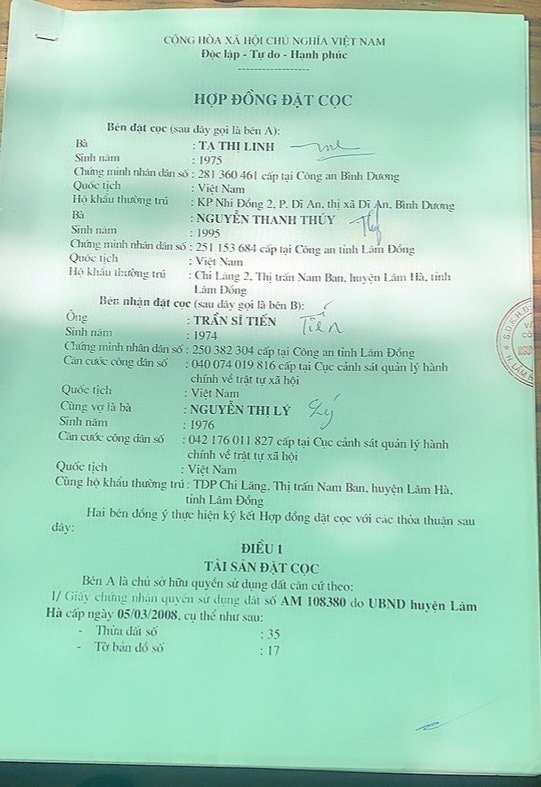 CỘNG HÒA XÃ HỘI CHỦ NGHĨA VIỆT NAM
Độc lập - Tự do - Hạnh phúc
HỢP ĐỒNG ĐẶT CỌC
Bên đặt cọc (sau đây gọi là bên A):
Bà : TẠ THỊ LINH
Sinh năm : 1975
Chứng minh nhân dân số : 281 360 461 cấp tại Công an Bình Dương
Quốc tịch : Việt Nam
Hộ khẩu thường trú : KP Nhị Đồng 2, P. Dĩ An, thị xã Dĩ An, Bình Dương
Bà : NGUYỄN THANH THÚY Thúy
Sinh năm : 1995
Chứng minh nhân dân số : 251 153 684 cấp tại Công an tỉnh Lâm Đồng
Quốc tịch : Việt Nam
Hộ khẩu thường trú : Chi Lăng 2, Thị trấn Nam Ban, huyện Lâm Hà, tỉnh
Lâm Đồng
Bên nhận đặt cọc (sau đây gọi là bên B):
Ông : TRẦN SĨ TIẾN Tiến
Sinh năm : 1974
Chứng minh nhân dân số : 250 382 304 cấp tại Công an tỉnh Lâm Đồng
Căn cước công dân số : 040 074 019 816 cấp tại Cục cảnh sát quản lý hành
chính về trật tự xã hội
Quốc tịch : Việt Nam
Cùng vợ là bà : NGUYỄN THỊ LÝ Lý
Sinh năm : 1976
Căn cước công dân số : 042 176 011 827 cấp tại Cục cảnh sát quản lý hành
chính về trật tự xã hội
Quốc tịch : Việt Nam
Cùng hộ khẩu thường trú : TDP Chi Lăng, Thị trấn Nam Ban, huyện Lâm Hà,
tỉnh Lâm Đồng
Hai bên đồng ý thực hiện ký kết Hợp đồng đặt cọc với các thỏa thuận sau
đây:
ĐIỀU 1
TÀI SẢN ĐẶT CỌC
Bên A là chủ sở hữu quyền sử dụng đất căn cứ theo:
1/ Giấy chứng nhận quyền sử dụng đất số AM 108380 do UBND huyện Lâm
Hà cấp ngày 05/03/2008, cụ thể như sau:
- Thửa đất số : 35
- Tờ bản đồ số : 17